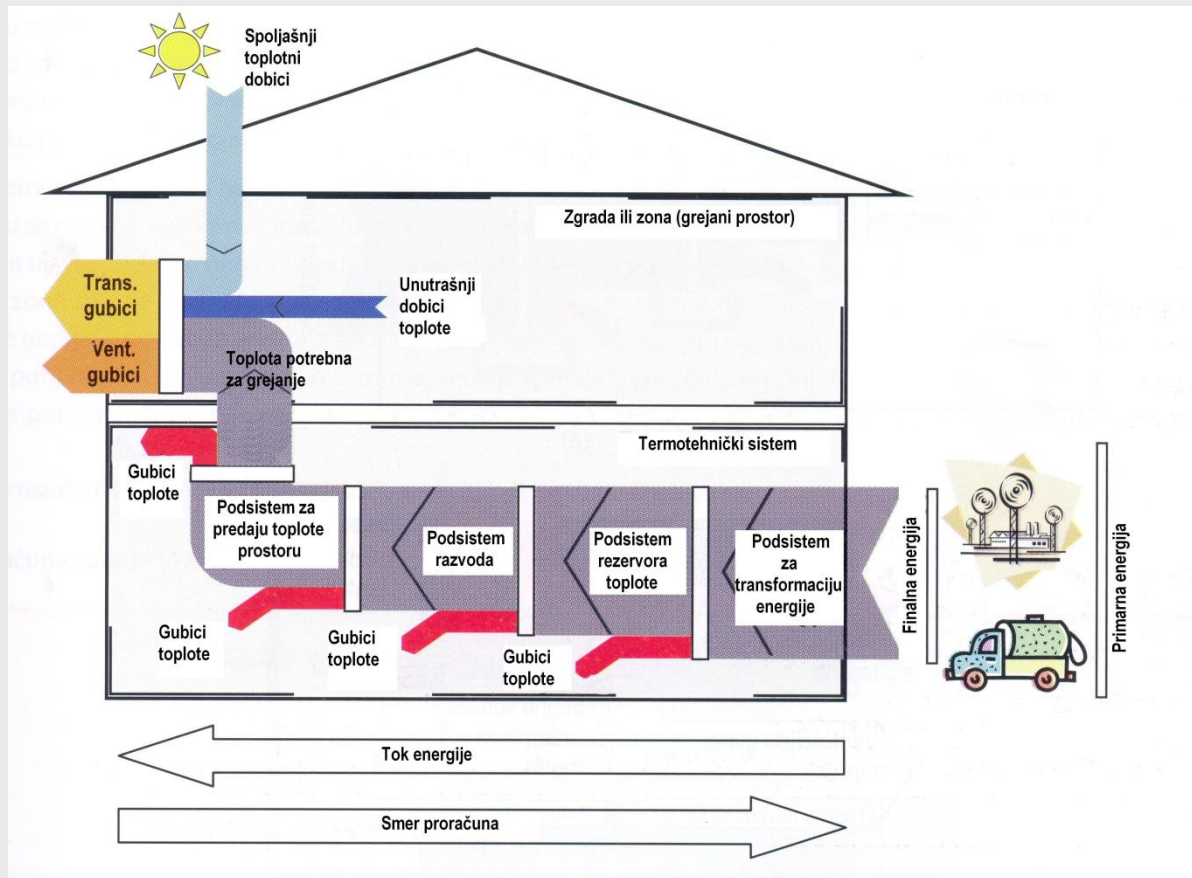 Spoljašnji
toplotni
dobici
Zgrada ili zona (grejani prostor)
Trans.
gubici
Vent.
gubici
Unutrašnji
dobici
toplote
Toplota potrebna
za grejanje
Termotehnički sistem
Gubici
toplote
Podsistem za
predaju toplote
prostoru
Podsistem
razvoda
Podsistem
rezervora
toplote
Podsistem
za
transformaciju
energije
Finalna energija
Primarna energija
Gubici
toplote
Gubici
toplote
Gubici
toplote
Tok energije
Smer proračuna